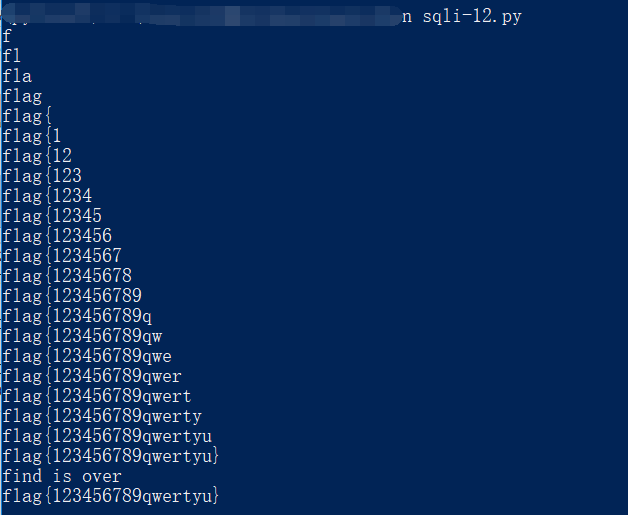 n sqli-12.py
f
fl
fla
flag
flag{
flag{1
flag{12
flag{123
flag{1234
flag{12345
flag{123456
flag{1234567
flag{12345678
flag{123456789
flag{123456789q
flag{123456789qw
flag{123456789qwe
flag{123456789qwer
flag{123456789qwert
flag{123456789qwerty
flag{123456789qwertyu
flag{123456789qwertyu}
find is over
flag{123456789qwertyu}